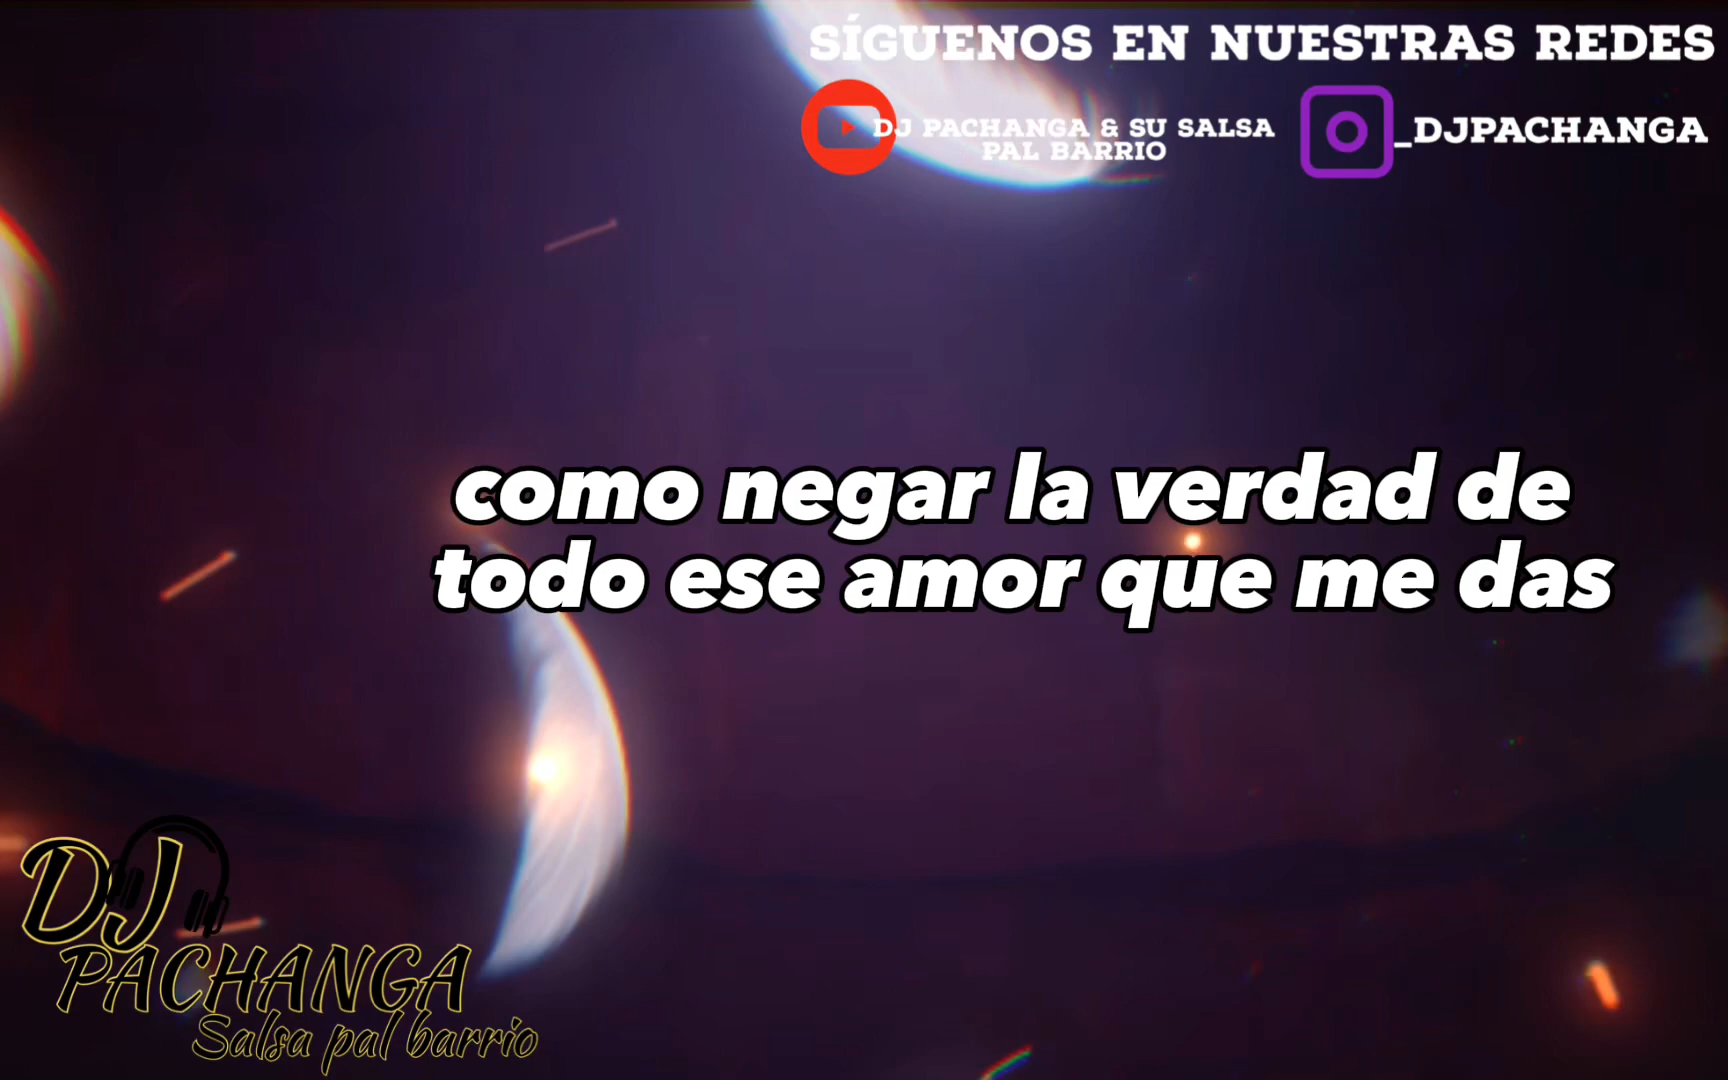 SÍGUENOS EN NUESTRAS REDES
DJ PACHANGA & SU SALSA
PAL BARRIO
_DJPACHANGA
como negar la verdad de
todo ese amor que me das
DJ
PACHANGA
Salsa pal barrio